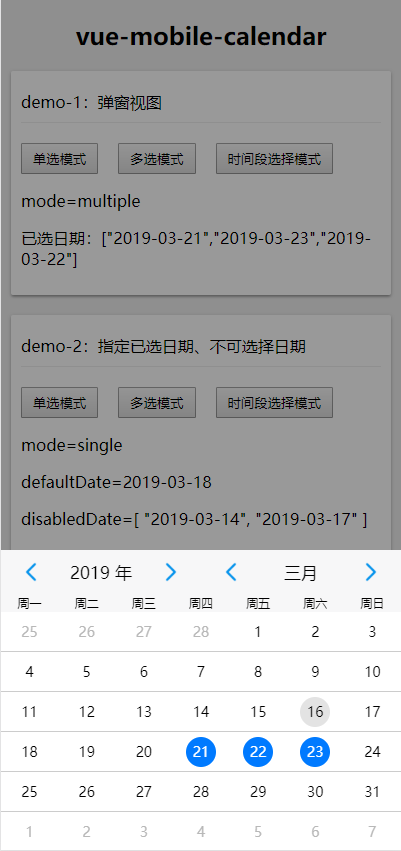 vue-mobile-calendar
demo-1：弹窗视图
单选模式 多选模式 时间段选择模式
mode=multiple
已选日期：["2019-03-21","2019-03-23","2019-
03-22"]
demo-2：指定已选日期、不可选择日期
单选模式 多选模式 时间段选择模式
mode=single
defaultDate=2019-03-18
disabledDate=[ "2019-03-14", "2019-03-17" ]
2019 年 三月
周一 周二 周三 周四 周五 周六 周日
25 26 27 28 1 2 3
4 5 6 7 8 9 10
11 12 13 14 15 16 17
18 19 20 21 22 23 24
25 26 27 28 29 30 31
1 2 3 4 5 6 7